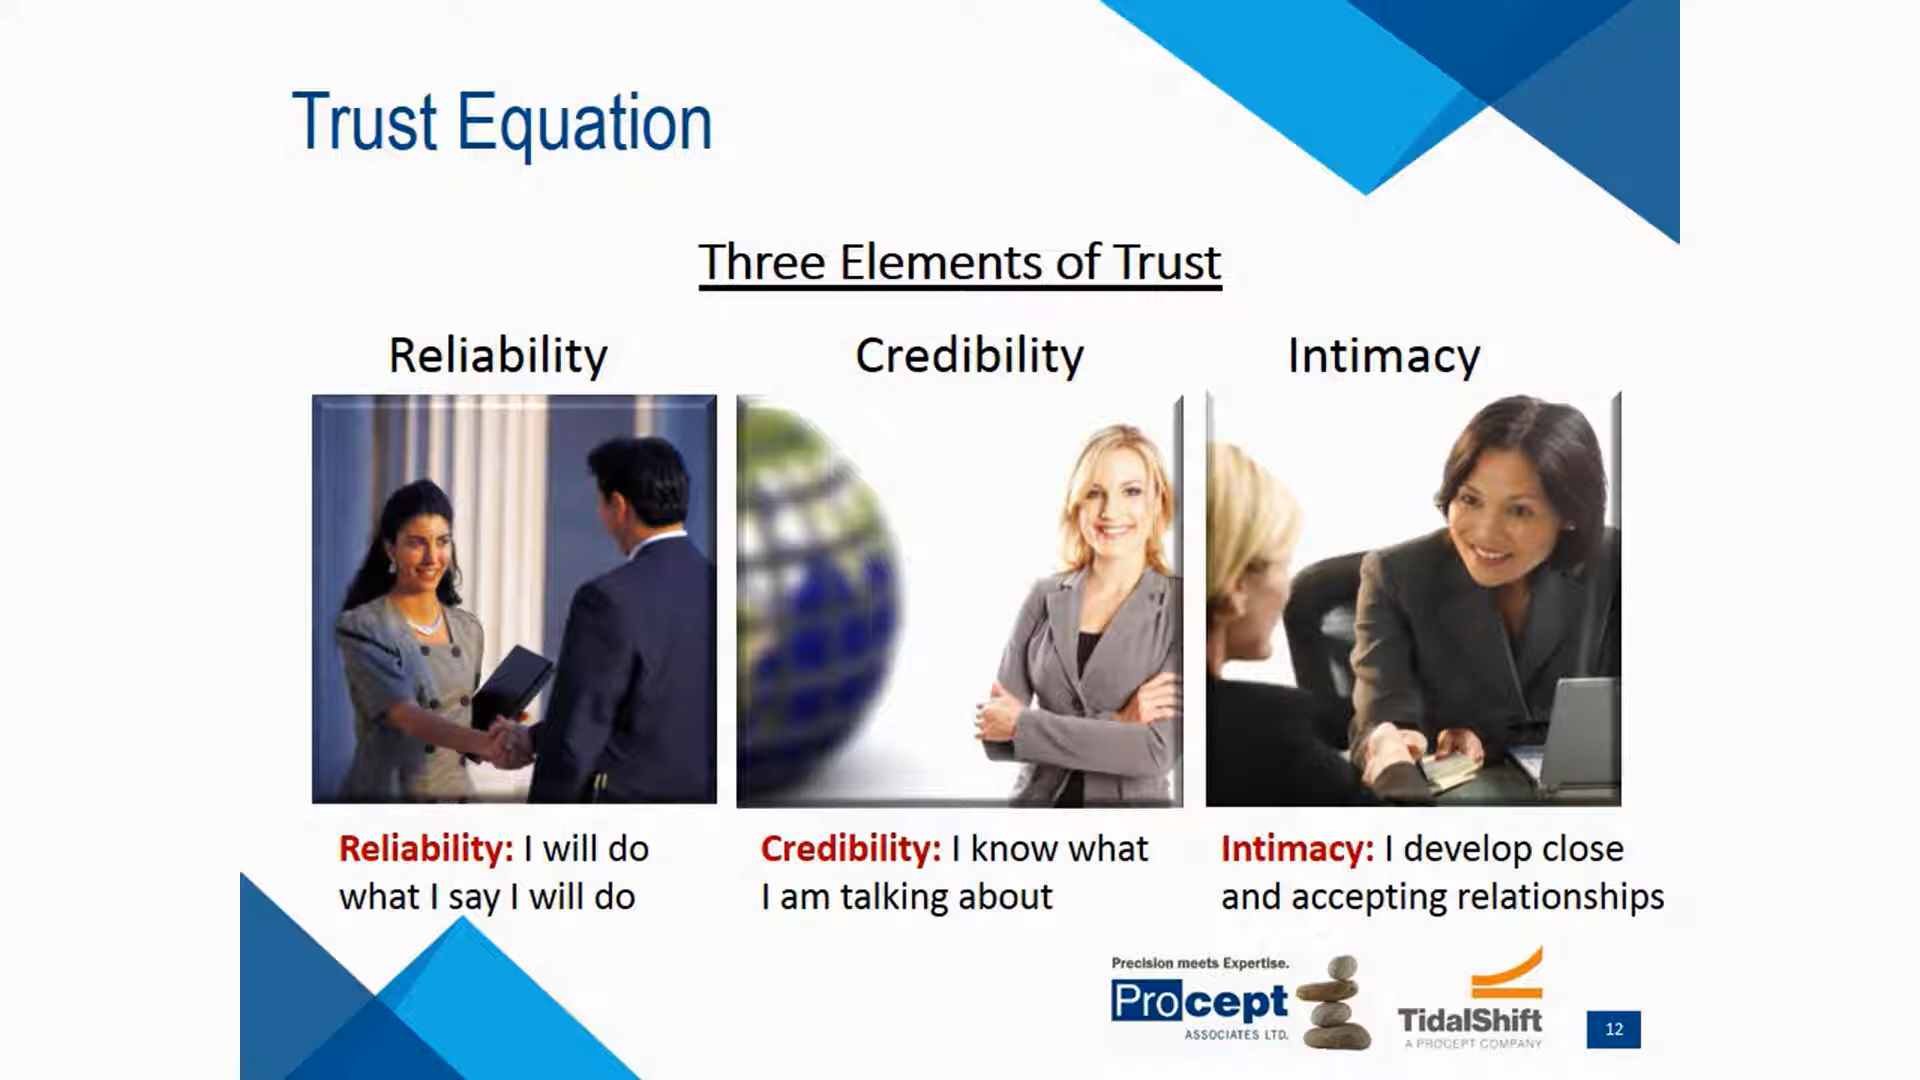 Trust Equation
Three Elements of Trust
Reliability
Credibility
Intimacy
Reliability: I will do
what I say I will do
Credibility: I know what
I am talking about
Intimacy: I develop close
and accepting relationships
Precision meets Expertise.
Procept
ASSOCIATES LTD.
TidalShift
A PROCEPT COMPANY
12